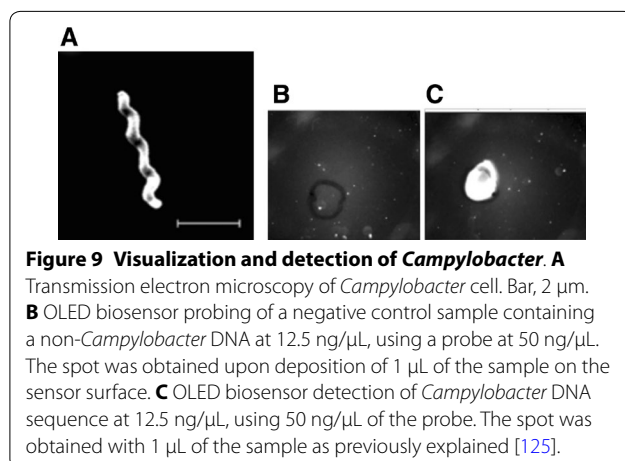 A
B
C
Figure 9 Visualization and detection of Campylobacter. A
Transmission electron microscopy of Campylobacter cell. Bar, 2 μm.
B OLED biosensor probing of a negative control sample containing
a non-Campylobacter DNA at 12.5 ng/μL, using a probe at 50 ng/μL.
The spot was obtained upon deposition of 1 μL of the sample on the
sensor surface. C OLED biosensor detection of Campylobacter DNA
sequence at 12.5 ng/μL, using 50 ng/μL of the probe. The spot was
obtained with 1 μL of the sample as previously explained [125].